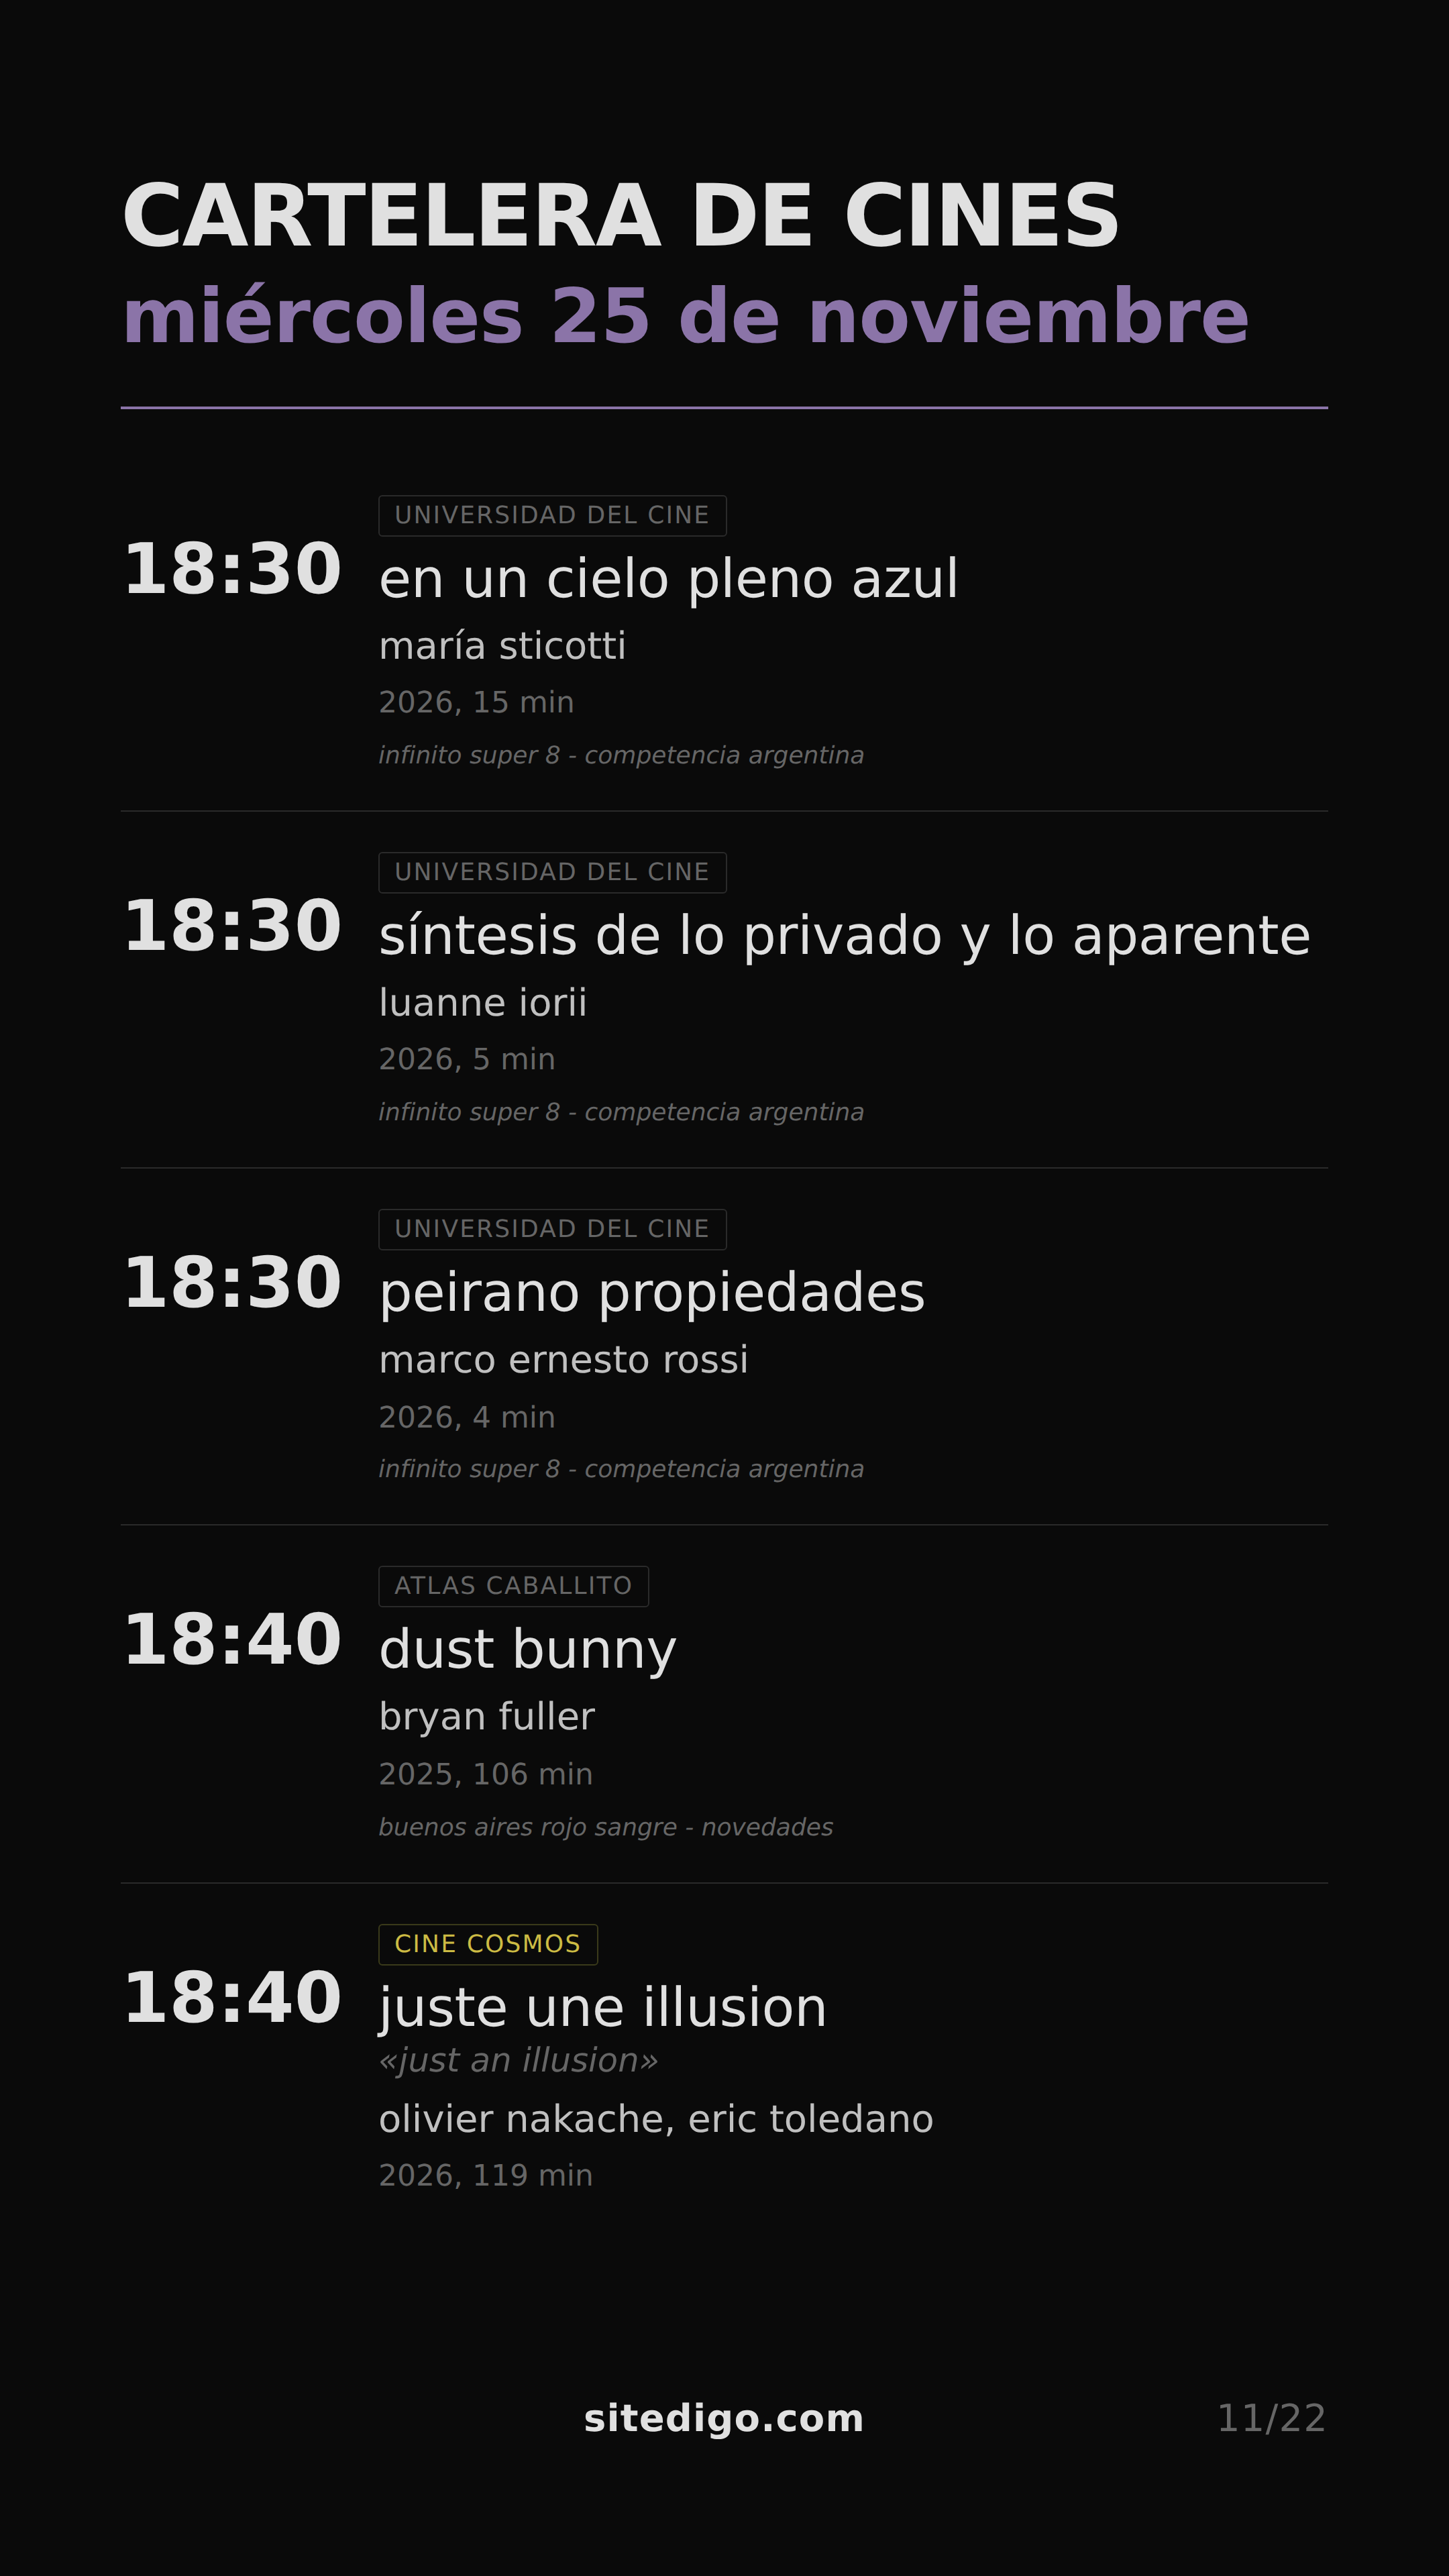 CARTELERA DE CINES
miércoles 25 de noviembre
UNIVERSIDAD DEL CINE
18:30
en un cielo pleno azul
maría sticotti
2026, 15 min
infinito super 8 - competencia argentina
UNIVERSIDAD DEL CINE
18:30
síntesis de lo privado y lo aparente
luanne iorii
2026, 5 min
infinito super 8 - competencia argentina
UNIVERSIDAD DEL CINE
18:30
peirano propiedades
marco ernesto rossi
2026, 4 min
infinito super 8 - competencia argentina
ATLAS CABALLITO
18:40
dust bunny
bryan fuller
2025, 106 min
buenos aires rojo sangre - novedades
CINE COSMOS
18:40
juste une illusion
«just an illusion»
olivier nakache, eric toledano
2026, 119 min
sitedigo.com
11/22